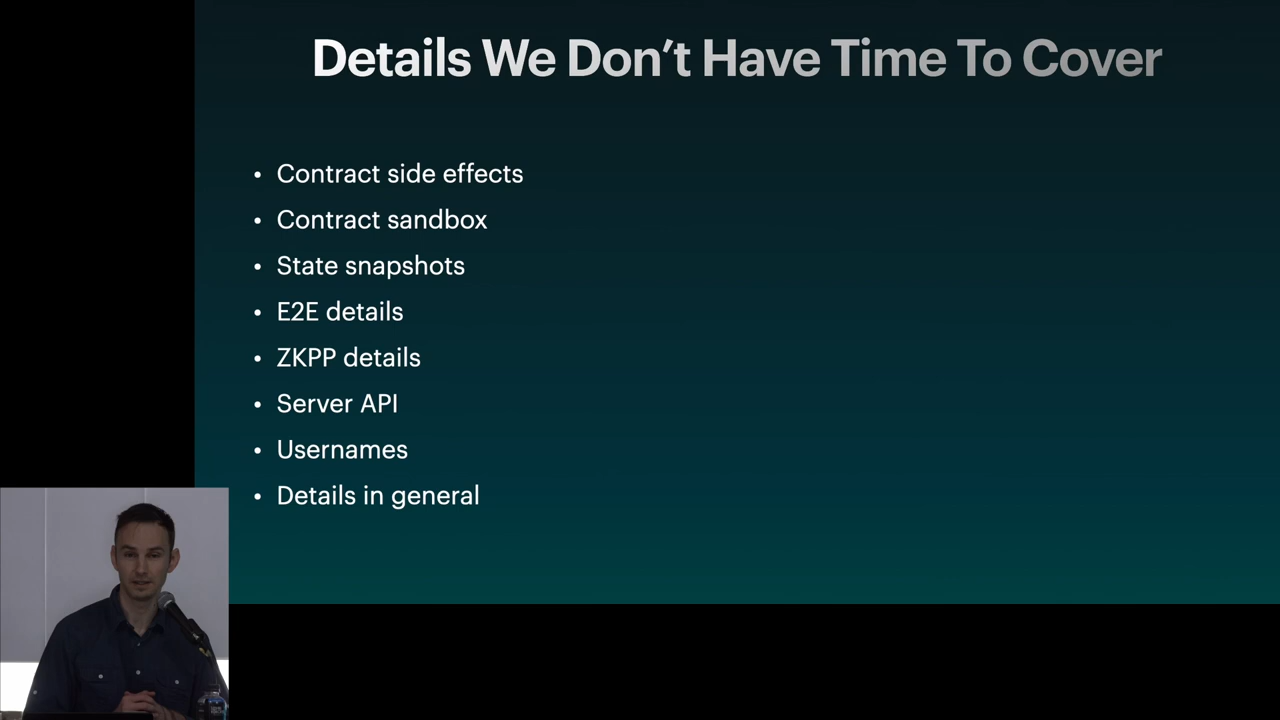 Details We Don't Have Time To Cover
• Contract side effects
• Contract sandbox
• State snapshots
• E2E details
• ZKPP details
• Server API
• Usernames
• Details in general